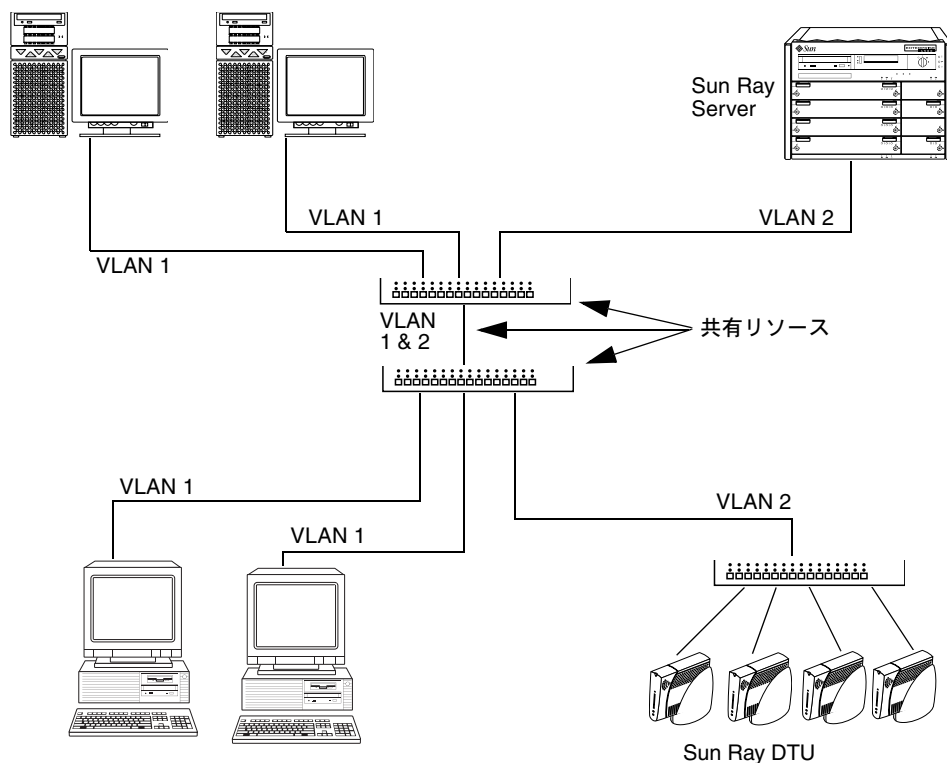 Sun
Sun Ray
Server
VLAN 1
VLAN 2
VLAN 1
VLAN
1 & 2
共有リソース
VLAN 1
VLAN 2
VLAN 1
Sun Ray DTU